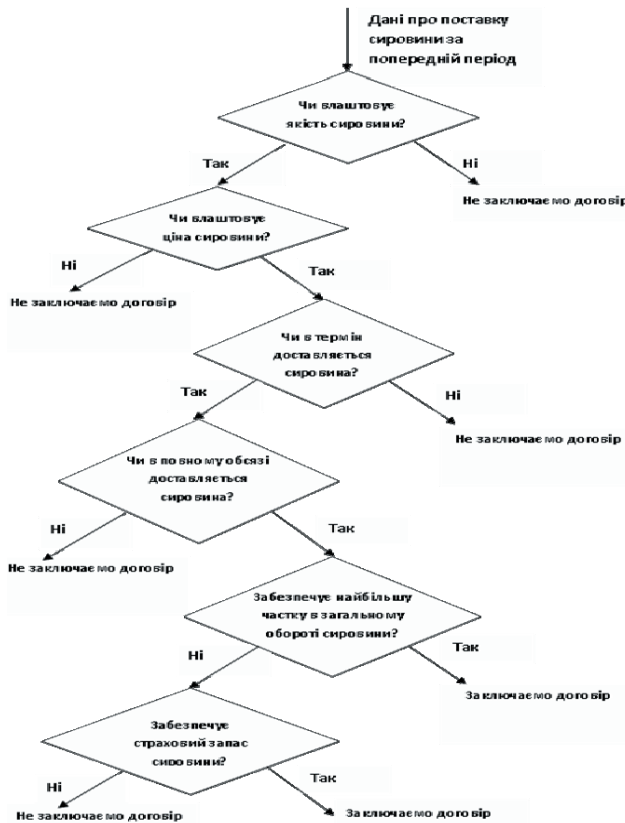 Дані про поставку
сировини за
попередній період
Чи влаштовує
якість сировини?
Так
Ні
Не заключаємо договір
Чи влаштовує
ціна сировини?
Ні
Так
Не заключаємо договір
Чи в термін
доставляється
сировина?
Так
Ні
Не заключаємо договір
Чи в повному обсязі
доставляється
сировина?
Ні
Так
Не заключаємо договір
Забезпечує найбільшу
частку в загальному
обороті сировини?
Ні
Так
Заключаємо договір
Забезпечує
страховий запас
сировини?
Ні
Так
Не заключаємо договір
Заключаємо договір